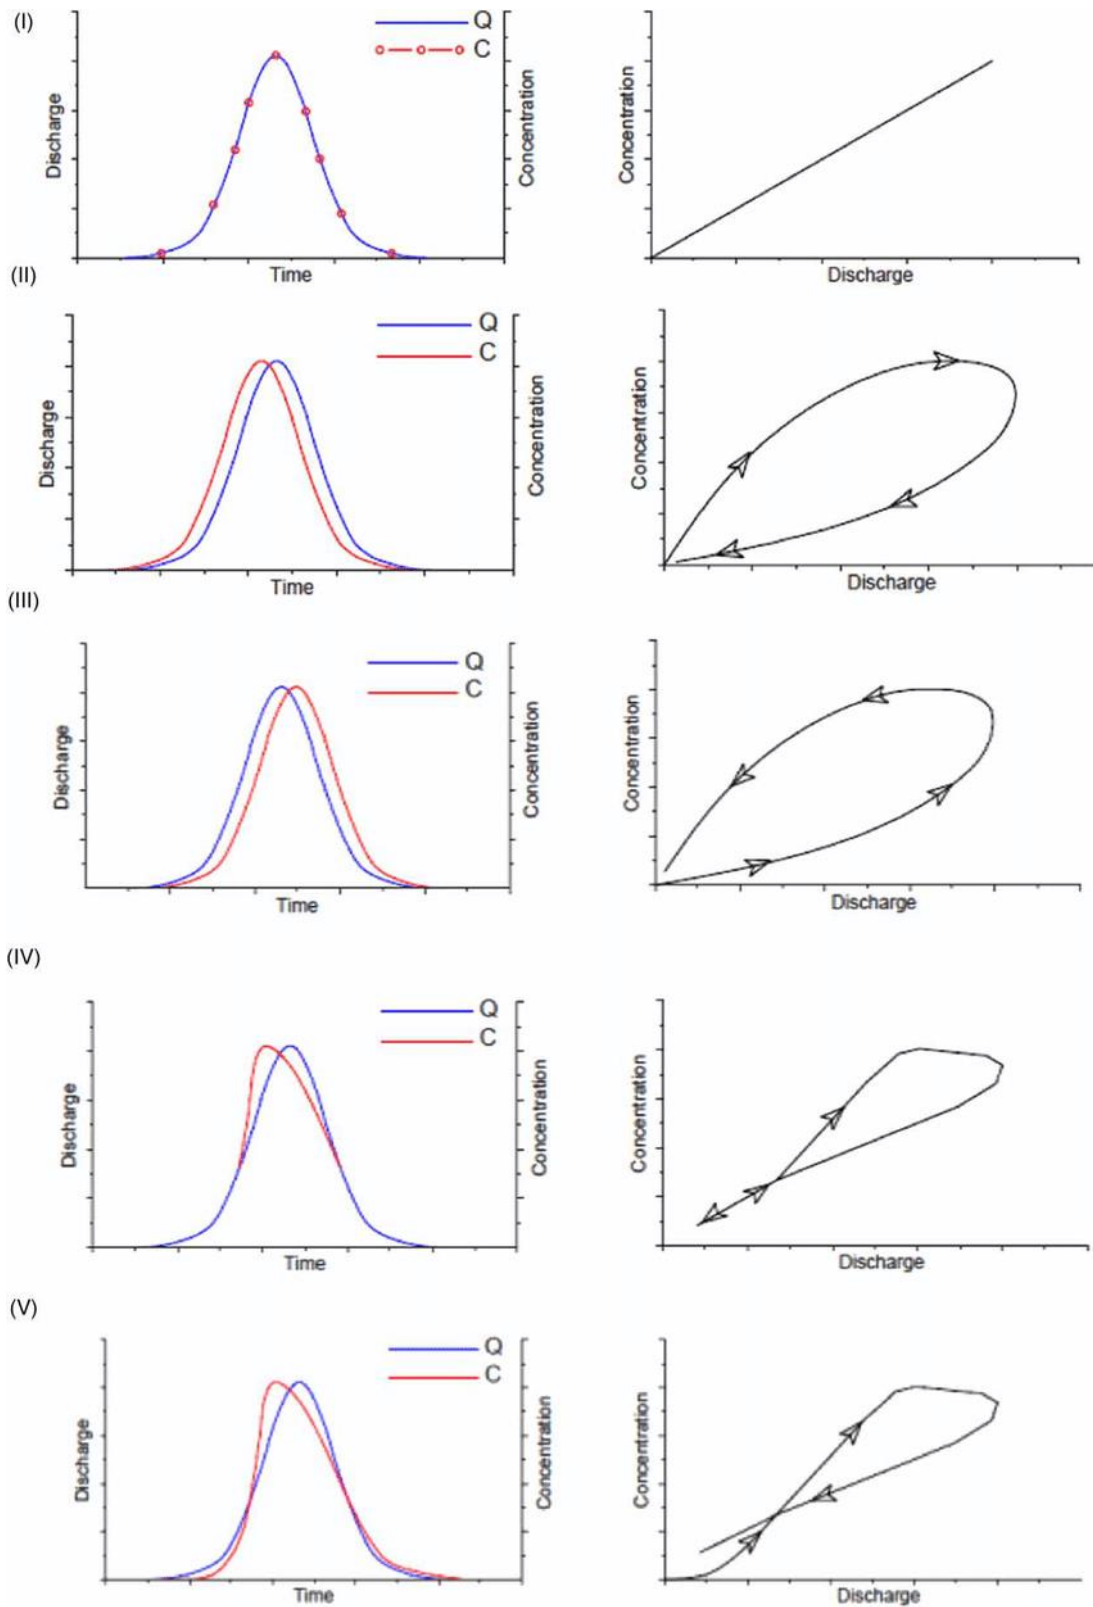 (I)
Q
C
Discharge
Concentration
Time
Concentration
Discharge
(II)
Q
C
Discharge
Concentration
Time
Concentration
Discharge
(III)
Q
C
Discharge
Concentration
Time
Concentration
Discharge
(IV)
Q
C
Discharge
Concentration
Time
Concentration
Discharge
(V)
Q
C
Discharge
Concentration
Time
Concentration
Discharge